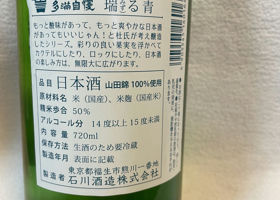 多満自慢 瑞る青
みず
もっと酸味があって、もっと爽やかな日本酒
があってもいいじゃん!と杜氏が考え醸造
したシリーズ。彩りの良い果実を浮かべて
カクテルにしたり、ロックにしたり、日本酒
の楽しみ方は、無限大に広がります。
品目 日本酒 山田錦100%使用
原材料名 米(国産)、米麹(国産米)
精米歩合 50%
アルコール分 14度以上15度未満
内容量 720ml
保存方法 生酒のため要冷蔵
製造年月 表面に記載
東京都福生市熊川一番地
製造者 石川酒造株式会社